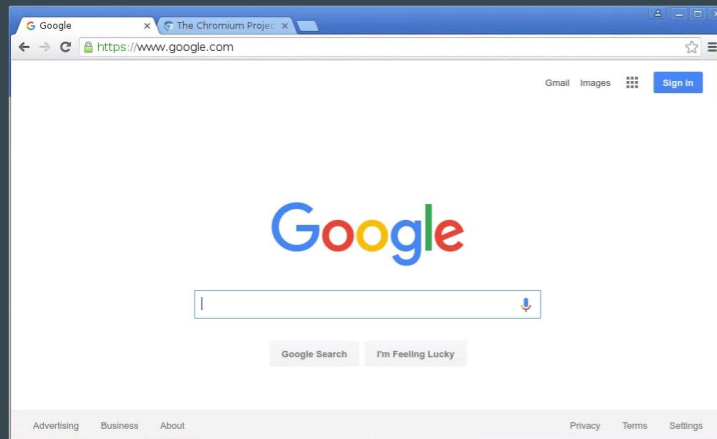 Google
The Chromium Projec
https://www.google.com
Gmail Images Sign in
Google
Google Search I'm Feeling Lucky
Advertising Business About Privacy Terms Settings